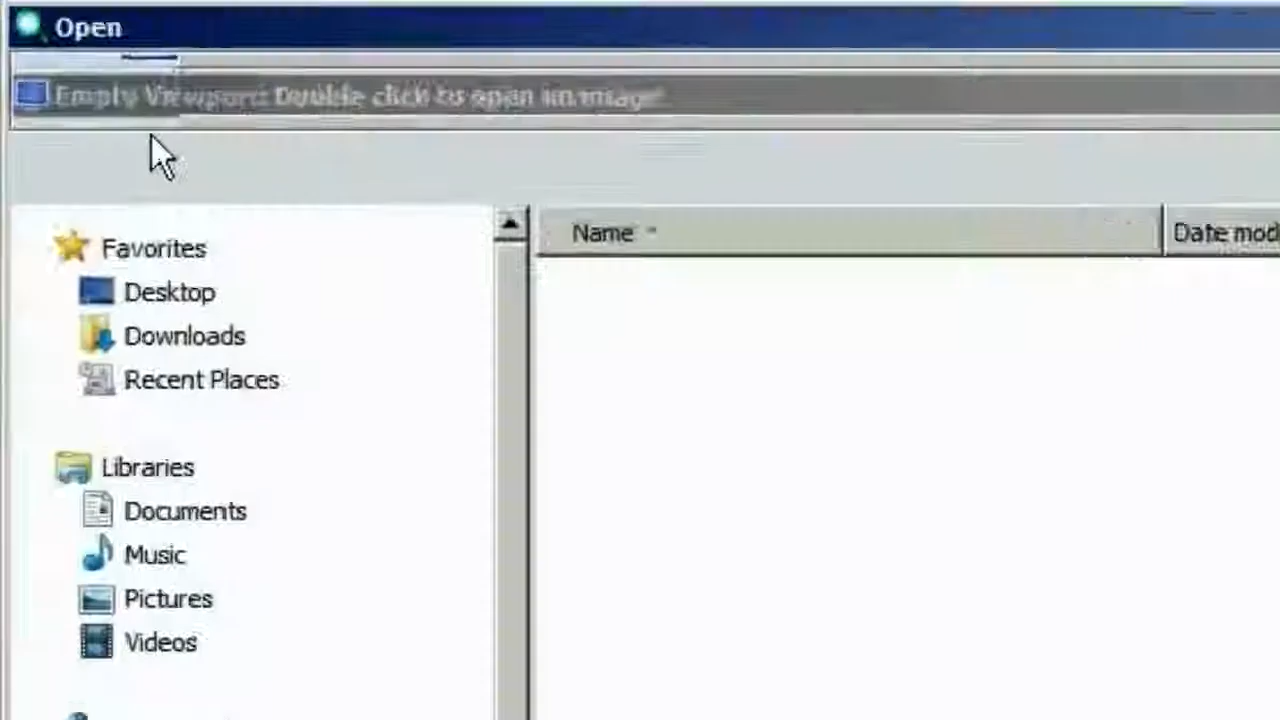 Open
Empty Viewport: Double click to open an image
Name
Date mod
Favorites
Desktop
Downloads
Recent Places
Libraries
Documents
Music
Pictures
Videos